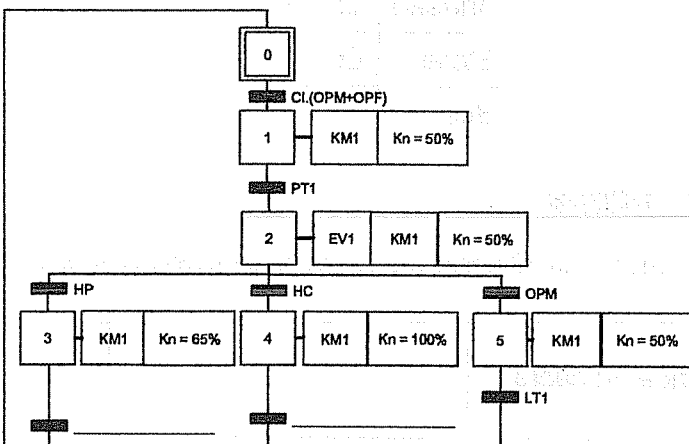 0
CI.(OPM+OPF)
1 KM1 Kn = 50%
PT1
2 EV1 KM1 Kn = 50%
HP HC OPM
3 KM1 Kn = 65% 4 KM1 Kn = 100% 5 KM1 Kn = 50%
LT1